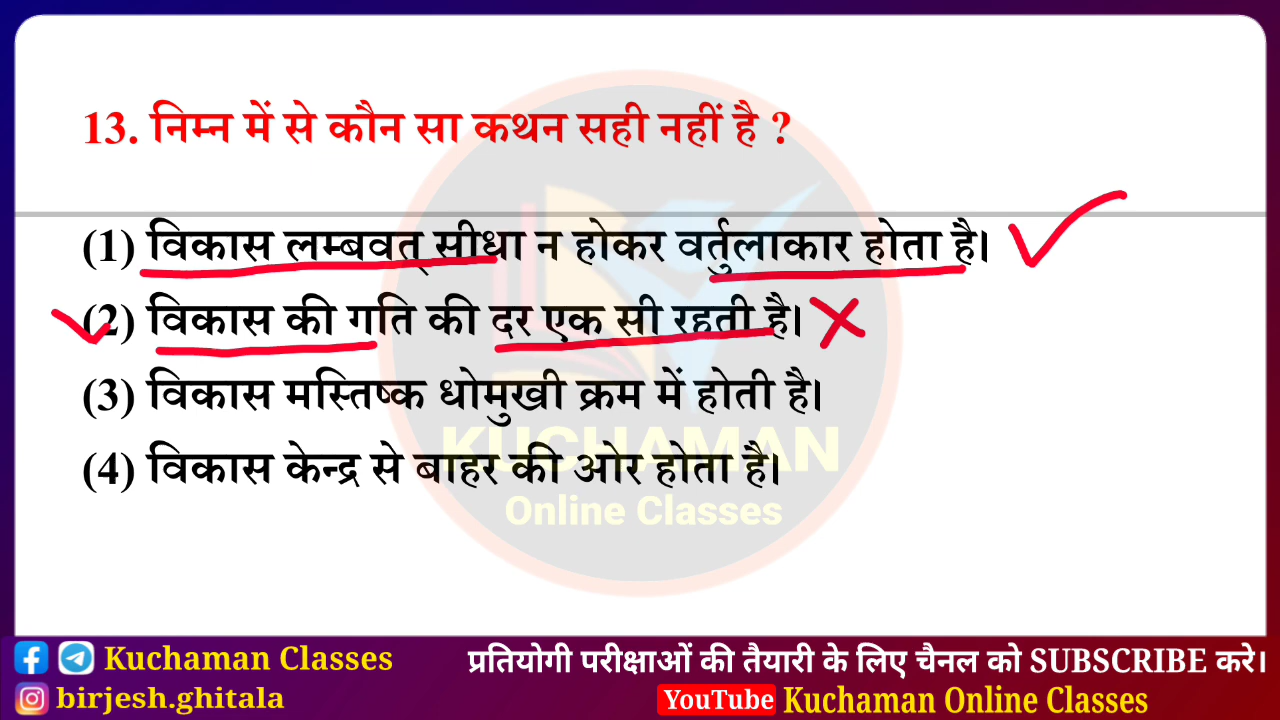 13. निम्न में से कौन सा कथन सही नहीं है ?
(1) विकास लम्बवत् सीधा न होकर वर्तुलाकार होता है।
(2) विकास की गति की दर एक सी रहती है।
(3) विकास मस्तिष्क धोमुखी क्रम में होती है।
(4) विकास केन्द्र से बाहर की ओर होता है।
KUCHAMAN
Online Classes
Kuchaman Classes
birjesh.ghitala
प्रतियोगी परीक्षाओं की तैयारी के लिए चैनल को SUBSCRIBE करे।
YouTube Kuchaman Online Classes